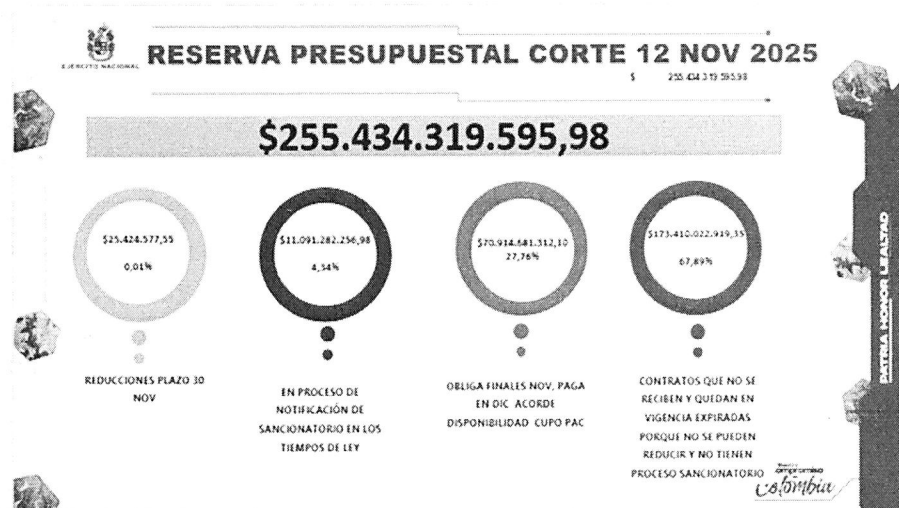 EJERCITO NACIONAL
RESERVA PRESUPUESTAL CORTE 12 NOV 2025
$ 255.434.319.595,98
$255.434.319.595,98
$25.424.577,55
0,01%
REDUCCIONES PLAZO 30
NOV
$11.091.282.256,98
4,34%
EN PROCESO DE
NOTIFICACIÓN DE
SANCIONATORIO EN LOS
TIEMPOS DE LEY
$70.914.681.312,10
27,76%
OBLIGA FINALES NOV, PAGA
EN DIC ACORDE
DISPONIBILIDAD CUPO PAC
$173.410.022.919,35
67,89%
CONTRATOS QUE NO SE
RECIBEN Y QUEDAN EN
VIGENCIA EXPIRADAS
PORQUE NO SE PUEDEN
REDUCIR Y NO TIENEN
PROCESO SANCIONATORIO
PATRIA HONOR LEALTAD
compromiso
Colombia